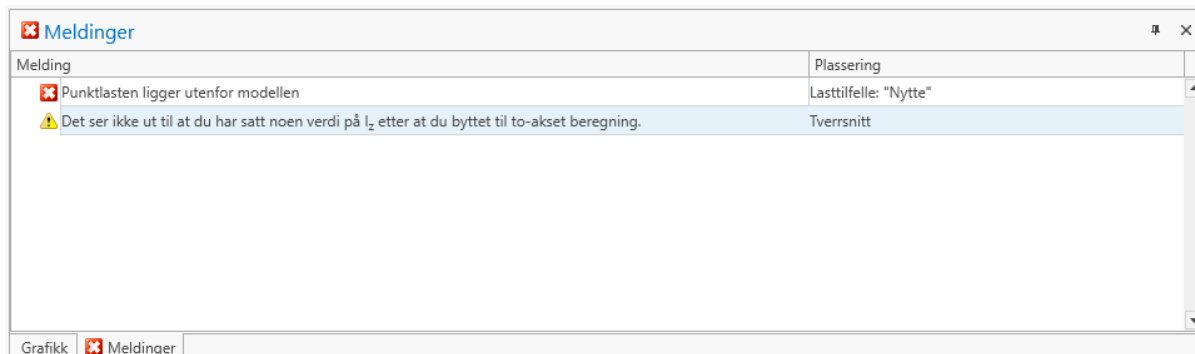 Meldinger
Melding Plassering
Punktlasten ligger utenfor modellen Lasttilfelle: "Nytte"
Det ser ikke ut til at du har satt noen verdi på Iz etter at du byttet til to-akset beregning. Tverrsnitt
Grafikk Meldinger